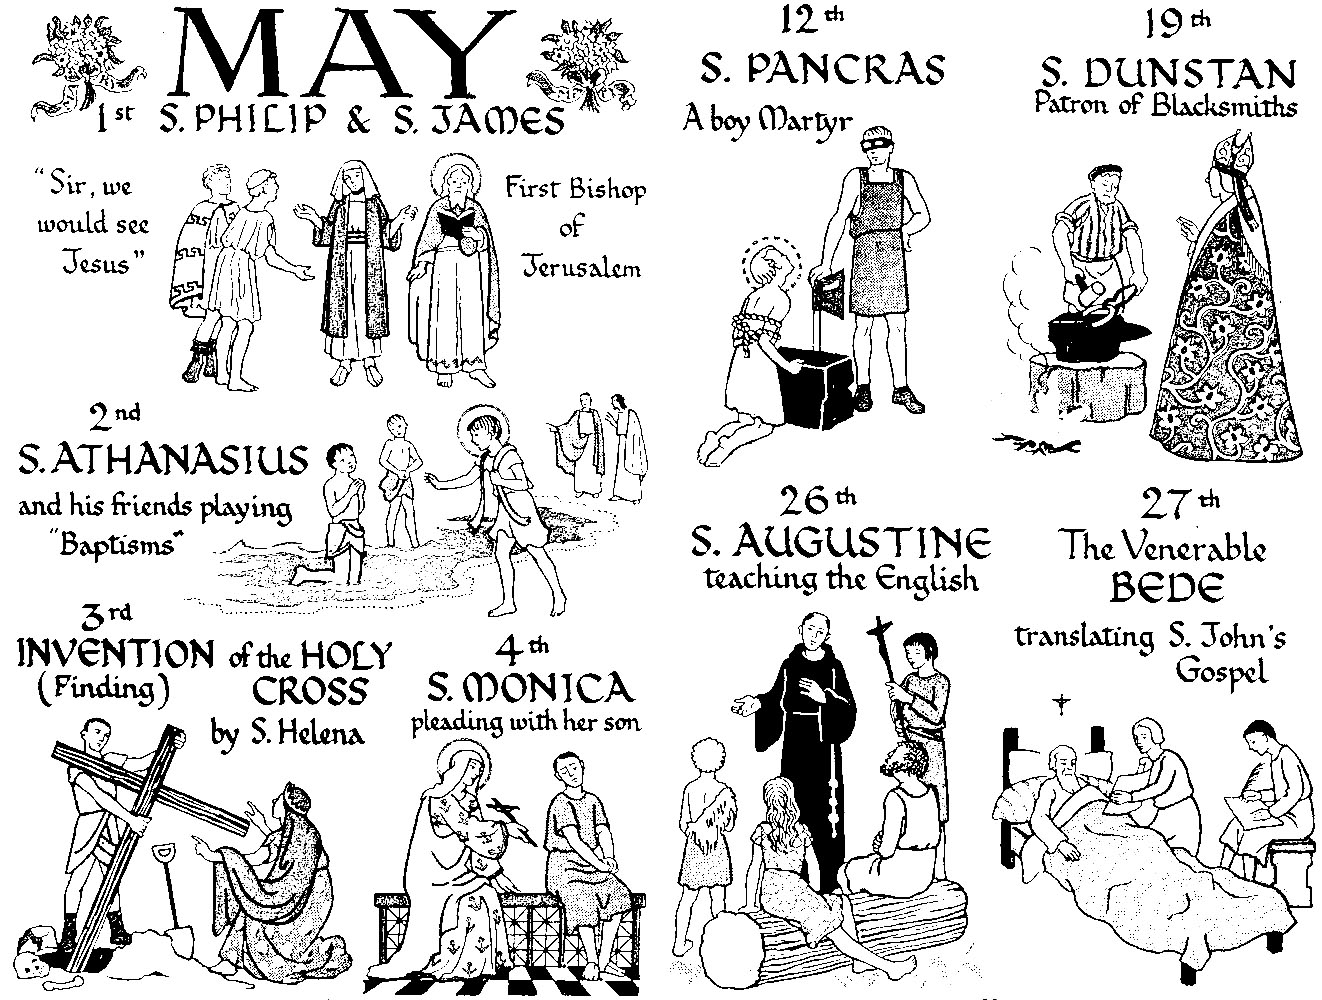 MAY
1st S. PHILIP & S. JAMES
"Sir, we
would see
Jesus"
First Bishop
of
Jerusalem
2nd
S. ATHANASIUS
and his friends playing
"Baptisms"
3rd
INVENTION of the HOLY
(Finding) CROSS
by S. Helena
4th
S. MONICA
pleading with her son
12th
S. PANCRAS
A boy Martyr
19th
S. DUNSTAN
Patron of Blacksmiths
26th
S. AUGUSTINE
teaching the English
27th
The Venerable
BEDE
translating S. John's
Gospel